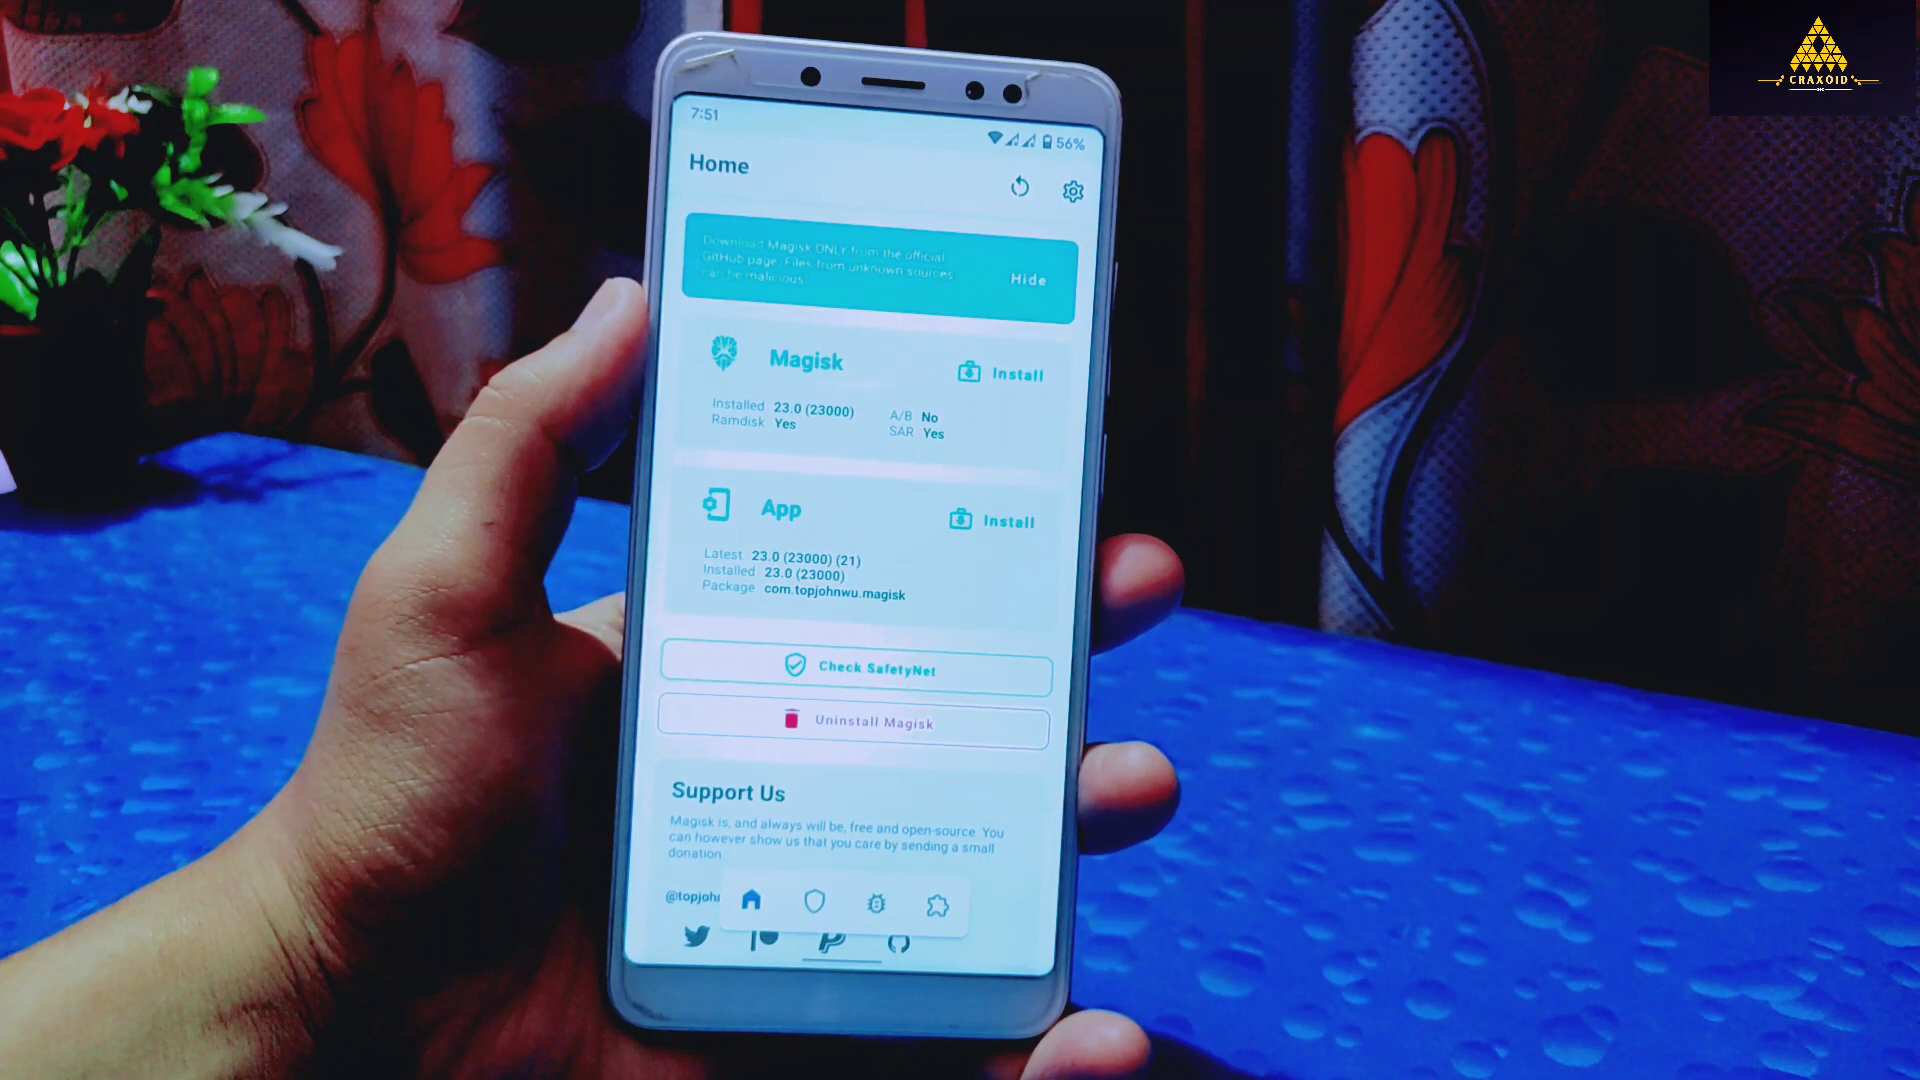 CRAXOID
7:51
56%
Home
Download Magisk ONLY from the official
GitHub page. Files from unknown sources
can be malicious.
Hide
Magisk
Install
Installed 23.0 (23000)
A/B No
Ramdisk Yes
SAR Yes
App
Install
Latest 23.0 (23000) (21)
Installed 23.0 (23000)
Package com.topjohnwu.magisk
Check SafetyNet
Uninstall Magisk
Support Us
Magisk is, and always will be, free and open-source. You
can however show us that you care by sending a small
donation
@topjohn